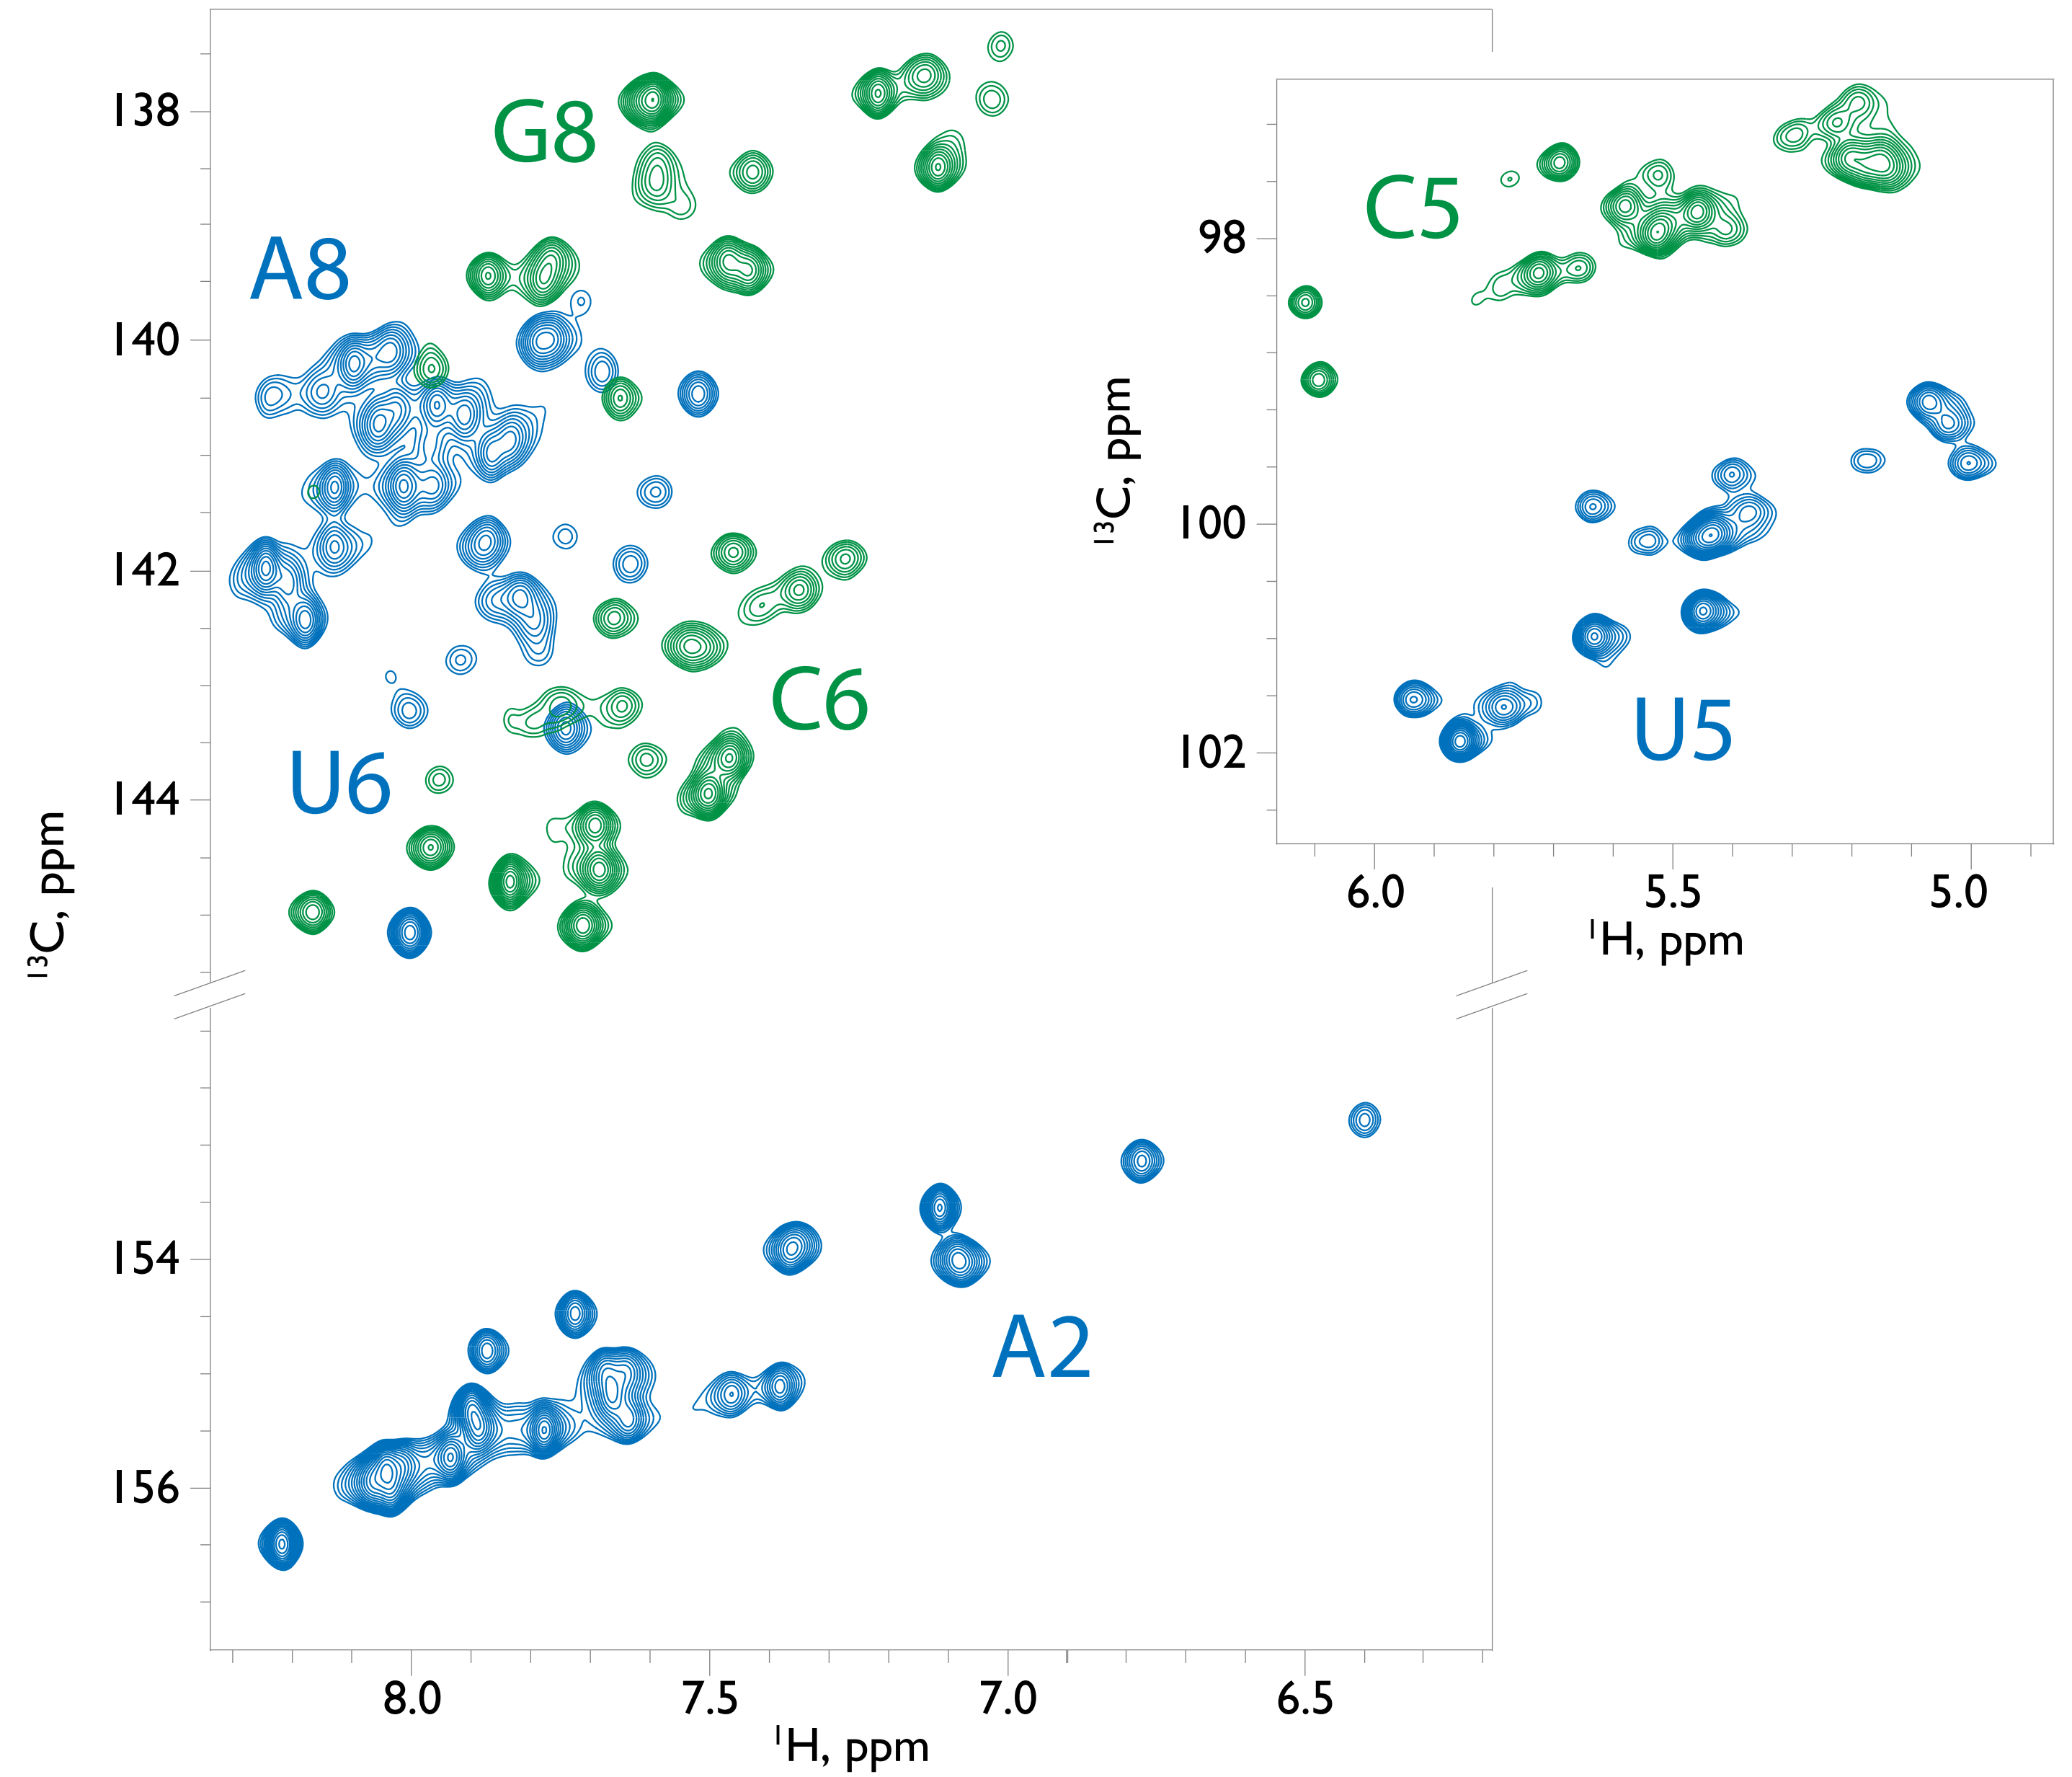 138
G8
A8
140
142
C6
U6
144
¹³C, ppm
C5
98
¹³C, ppm
100
U5
102
6.0 5.5 5.0
¹H, ppm
154
A2
156
8.0 7.5 7.0 6.5
¹H, ppm